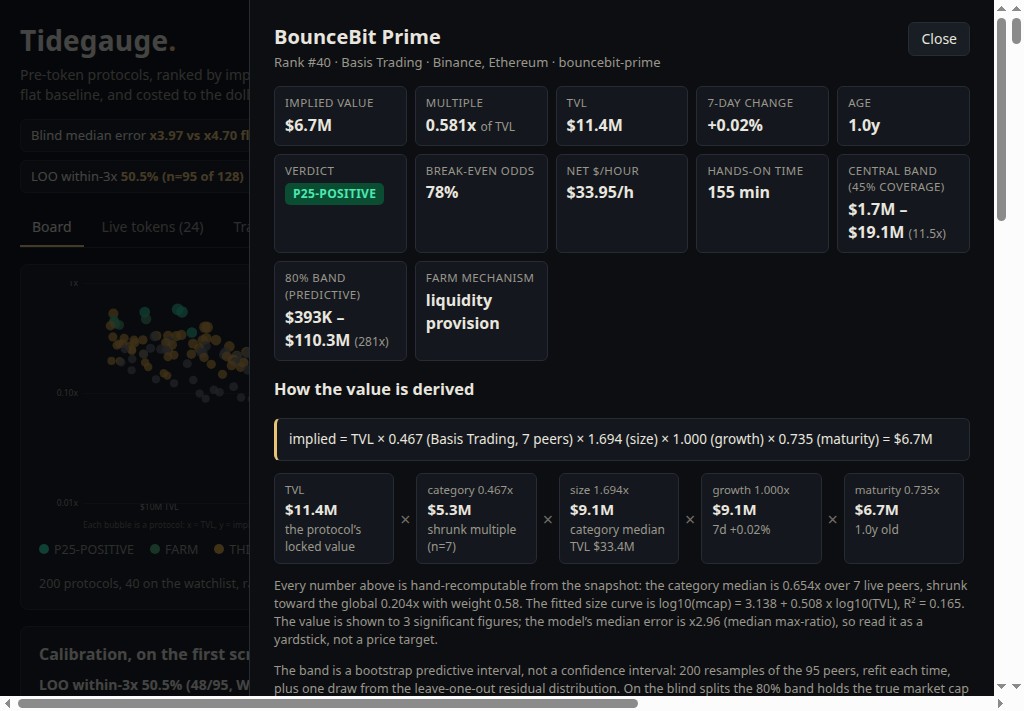 Tidegauge.
Pre-token protocols, ranked by imp
flat baseline, and costed to the doll
Blind median error x3.97 vs x4.70 fl
LOO within-3x 50.5% (n=95 of 128)
Board
Live tokens (24)
Tra
1x
0.10x
0.01x
$10M TVL
Each bubble is a protocol: x = TVL, y = impl
P25-POSITIVE
FARM
THI
200 protocols, 40 on the watchlist, ra
Calibration, on the first scr
LOO within-3x 50.5% (48/95, W
BounceBit Prime
Close
Rank #40 · Basis Trading · Binance, Ethereum · bouncebit-prime
IMPLIED VALUE
$6.7M
MULTIPLE
0.581x of TVL
TVL
$11.4M
7-DAY CHANGE
+0.02%
AGE
1.0y
VERDICT
P25-POSITIVE
BREAK-EVEN ODDS
78%
NET $/HOUR
$33.95/h
HANDS-ON TIME
155 min
CENTRAL BAND
(45% COVERAGE)
$1.7M –
$19.1M (11.5x)
80% BAND
(PREDICTIVE)
$393K –
$110.3M (281x)
FARM MECHANISM
liquidity
provision
How the value is derived
implied = TVL × 0.467 (Basis Trading, 7 peers) × 1.694 (size) × 1.000 (growth) × 0.735 (maturity) = $6.7M
TVL
$11.4M
the protocol's
locked value
×
category 0.467x
$5.3M
shrunk multiple
(n=7)
×
size 1.694x
$9.1M
category median
TVL $33.4M
×
growth 1.000x
$9.1M
7d +0.02%
×
maturity 0.735x
$6.7M
1.0y old
Every number above is hand-recomputable from the snapshot: the category median is 0.654x over 7 live peers, shrunk
toward the global 0.204x with weight 0.58. The fitted size curve is log10(mcap) = 3.138 + 0.508 x log10(TVL), R² = 0.165.
The value is shown to 3 significant figures; the model's median error is x2.96 (median max-ratio), so read it as a
yardstick, not a price target.
The band is a bootstrap predictive interval, not a confidence interval: 200 resamples of the 95 peers, refit each time,
plus one draw from the leave-one-out residual distribution. On the blind splits the 80% band holds the true market cap